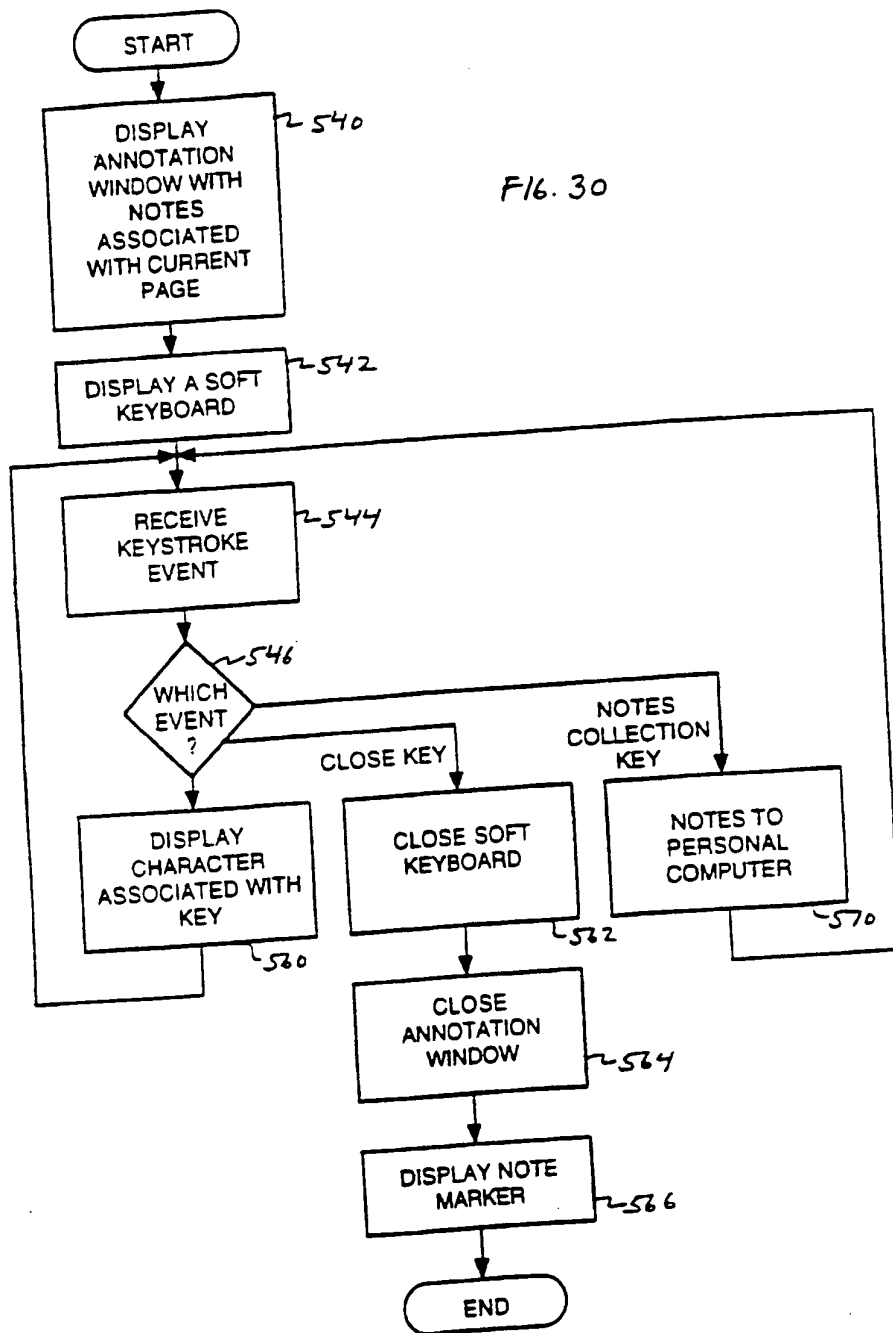 START
DISPLAY
ANNOTATION
WINDOW WITH
NOTES
ASSOCIATED
WITH CURRENT
PAGE
540
FIG. 30
DISPLAY A SOFT
KEYBOARD
542
RECEIVE
KEYSTROKE
EVENT
544
WHICH
EVENT
?
546
CLOSE KEY
NOTES
COLLECTION
KEY
DISPLAY
CHARACTER
ASSOCIATED WITH
KEY
560
CLOSE SOFT
KEYBOARD
562
NOTES TO
PERSONAL
COMPUTER
570
CLOSE
ANNOTATION
WINDOW
564
DISPLAY NOTE
MARKER
566
END